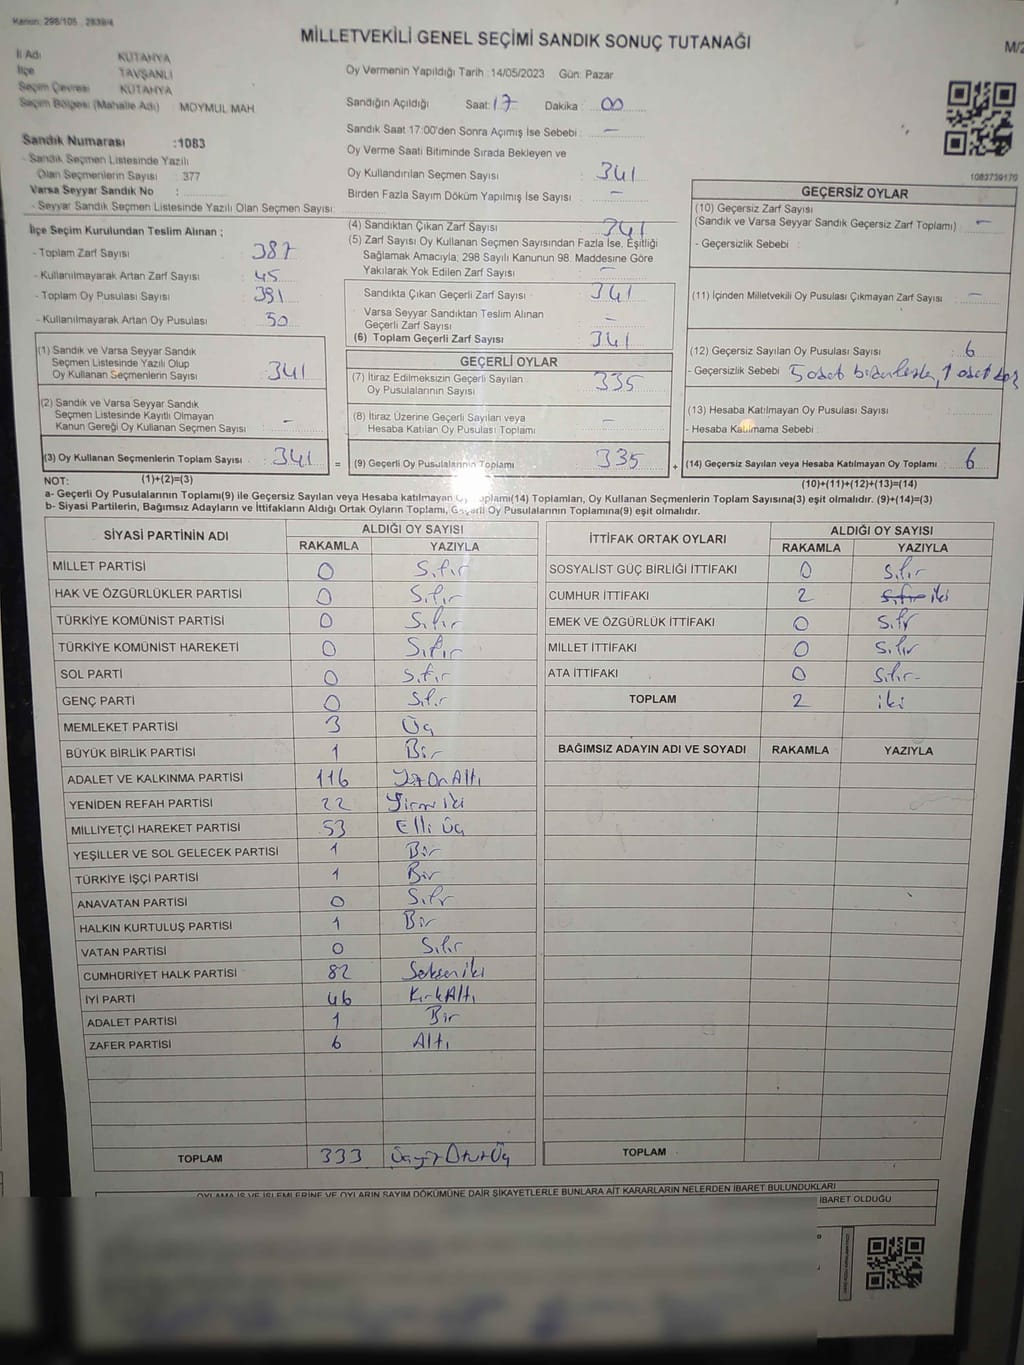 Kanun: 298/105 2839/4
MİLLETVEKİLİ GENEL SEÇİMİ SANDIK SONUÇ TUTANAĞI
M/2
İl Adı KÜTAHYA
İlçe TAVŞANLI
Seçim Çevresi KÜTAHYA
Seçim Bölgesi (Mahalle Adı) MOYMUL MAH
Sandık Numarası :1083
- Sandık Seçmen Listesinde Yazılı
Olan Seçmenlerin Sayısı : 377
Varsa Seyyar Sandık No :
- Seyyar Sandık Seçmen Listesinde Yazılı Olan Seçmen Sayısı:
İlçe Seçim Kurulundan Teslim Alınan ;
- Toplam Zarf Sayısı 387
- Kullanılmayarak Artan Zarf Sayısı 45
- Toplam Oy Pusulası Sayısı 391
- Kullanılmayarak Artan Oy Pusulası 50
(1) Sandık ve Varsa Seyyar Sandık
Seçmen Listesinde Yazılı Olup
Oy Kullanan Seçmenlerin Sayısı : 341
(2) Sandık ve Varsa Seyyar Sandık
Seçmen Listesinde Kayıtlı Olmayan
Kanun Gereği Oy Kullanan Seçmen Sayısı : -
(3) Oy Kullanan Seçmenlerin Toplam Sayısı : 341 =
Oy Vermenin Yapıldığı Tarih :14/05/2023 Gün: Pazar
Sandığın Açıldığı Saat: 17 Dakika : 00
Sandık Saat 17:00'den Sonra Açımış İse Sebebi : -
Oy Verme Saati Bitiminde Sırada Bekleyen ve
Oy Kullandırılan Seçmen Sayısı : 341
Birden Fazla Sayım Döküm Yapılmış İse Sayısı : -
(4) Sandıktan Çıkan Zarf Sayısı : 341
(5) Zarf Sayısı Oy Kullanan Seçmen Sayısından Fazla İse, Eşitliği
Sağlamak Amacıyla; 298 Sayılı Kanunun 98. Maddesine Göre
Yakılarak Yok Edilen Zarf Sayısı : -
Sandıkta Çıkan Geçerli Zarf Sayısı : 341
Varsa Seyyar Sandıktan Teslim Alınan
Geçerli Zarf Sayısı : -
(6) Toplam Geçerli Zarf Sayısı : 341
GEÇERLİ OYLAR
(7) İtiraz Edilmeksizin Geçerli Sayılan
Oy Pusulalarının Sayısı : 335
(8) İtiraz Üzerine Geçerli Sayılan veya
Hesaba Katılan Oy Pusulası Toplamı : -
(9) Geçerli Oy Pusulalarının Toplamı : 335 +
1083739170
GEÇERSİZ OYLAR
(10) Geçersiz Zarf Sayısı
(Sandık ve Varsa Seyyar Sandık Geçersiz Zarf Toplamı) : -
- Geçersizlik Sebebi :
(11) İçinden Milletvekili Oy Pusulası Çıkmayan Zarf Sayısı : -
(12) Geçersiz Sayılan Oy Pusulası Sayısı : 6
- Geçersizlik Sebebi : 5 adet 1 adet boş
(13) Hesaba Katılmayan Oy Pusulası Sayısı :
- Hesaba Katılmama Sebebi :
(14) Geçersiz Sayılan veya Hesaba Katılmayan Oy Toplamı : 6
NOT: (1)+(2)=(3) (10)+(11)+(12)+(13)=(14)
a- Geçerli Oy Pusulalarının Toplamı(9) ile Geçersiz Sayılan veya Hesaba katılmayan Oy Toplamı(14) Toplamları, Oy Kullanan Seçmenlerin Toplam Sayısına(3) eşit olmalıdır. (9)+(14)=(3)
b- Siyasi Partilerin, Bağımsız Adayların ve İttifakların Aldığı Ortak Oyların Toplamı, Geçerli Oy Pusulalarının Toplamına(9) eşit olmalıdır.
SİYASİ PARTİNİN ADI ALDIĞI OY SAYISI
RAKAMLA YAZIYLA
MİLLET PARTİSİ 0 Sıfır
HAK VE ÖZGÜRLÜKLER PARTİSİ 0 Sıfır
TÜRKİYE KOMÜNİST PARTİSİ 0 Sıfır
TÜRKİYE KOMÜNİST HAREKETİ 0 Sıfır
SOL PARTİ 0 Sıfır
GENÇ PARTİ 0 Sıfır
MEMLEKET PARTİSİ 3 Üç
BÜYÜK BİRLİK PARTİSİ 1 Bir
ADALET VE KALKINMA PARTİSİ 116 Yüz On Altı
YENİDEN REFAH PARTİSİ 22 Yirmi iki
MİLLİYETÇİ HAREKET PARTİSİ 53 Elli Üç
YEŞİLLER VE SOL GELECEK PARTİSİ 1 Bir
TÜRKİYE İŞÇİ PARTİSİ 1 Bir
ANAVATAN PARTİSİ 0 Sıfır
HALKIN KURTULUŞ PARTİSİ 1 Bir
VATAN PARTİSİ 0 Sıfır
CUMHURİYET HALK PARTİSİ 82 Seksen iki
İYİ PARTİ 46 Kırk Altı
ADALET PARTİSİ 1 Bir
ZAFER PARTİSİ 6 Altı
TOPLAM 333 Üçyüz Otuz Üç
İTTİFAK ORTAK OYLARI ALDIĞI OY SAYISI
RAKAMLA YAZIYLA
SOSYALİST GÜÇ BİRLİĞİ İTTİFAKI 0 Sıfır
CUMHUR İTTİFAKI 2 Sıfır iki
EMEK VE ÖZGÜRLÜK İTTİFAKI 0 Sıfır
MİLLET İTTİFAKI 0 Sıfır
ATA İTTİFAKI 0 Sıfır
TOPLAM 2 iki
BAĞIMSIZ ADAYIN ADI VE SOYADI RAKAMLA YAZIYLA
TOPLAM
OYLAMA İŞ VE İŞLEMLERİNE VE OYLARIN SAYIM DÖKÜMÜNE DAİR ŞİKAYETLERLE BUNLARA AİT KARARLARIN NELERDEN İBARET BULUNDUKLARI
İBARET OLDUĞU